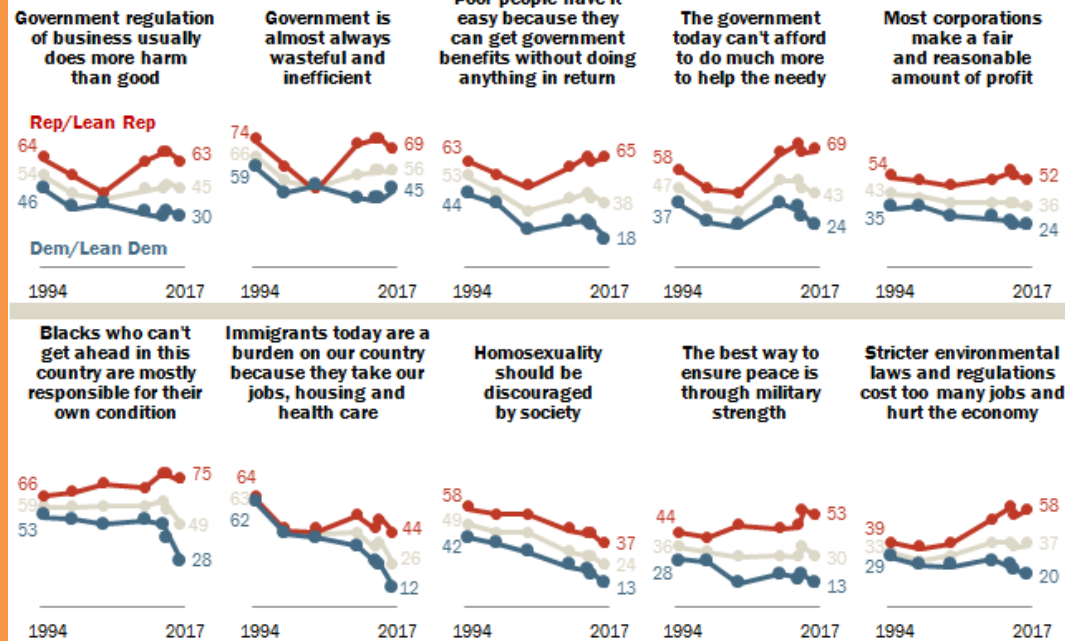 Government regulation
of business usually
does more harm
than good
Government is
almost always
wasteful and
inefficient
Poor people have it
easy because they
can get government
benefits without doing
anything in return
The government
today can't afford
to do much more
to help the needy
Most corporations
make a fair
and reasonable
amount of profit
Rep/Lean Rep
64
63
54
45
46
30
Dem/Lean Dem
74
69
66
56
59
45
63
65
53
38
44
18
58
69
47
43
37
24
54
52
43
36
35
24
1994 2017
1994 2017
1994 2017
1994 2017
1994 2017
Blacks who can't
get ahead in this
country are mostly
responsible for their
own condition
Immigrants today are a
burden on our country
because they take our
jobs, housing and
health care
Homosexuality
should be
discouraged
by society
The best way to
ensure peace is
through military
strength
Stricter environmental
laws and regulations
cost too many jobs and
hurt the economy
66
75
59
49
53
28
64
44
63
26
62
12
58
37
49
24
42
13
44
53
36
30
28
13
39
58
33
37
29
20
1994 2017
1994 2017
1994 2017
1994 2017
1994 2017